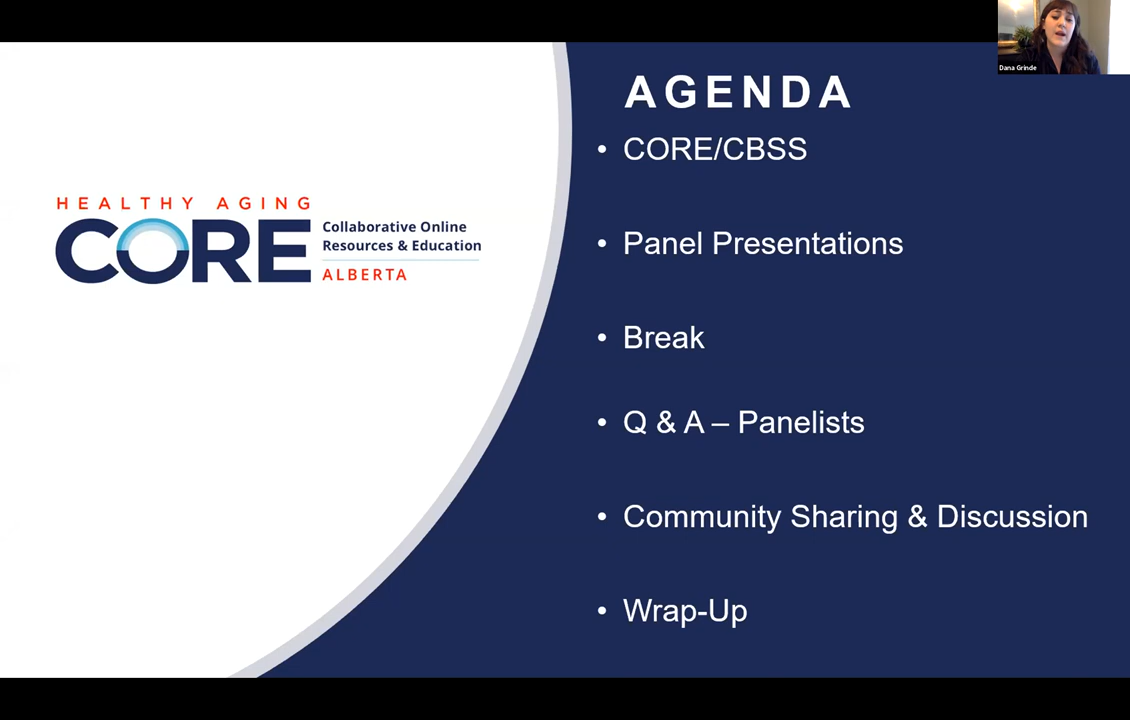 Dana Grinde
AGENDA
• CORE/CBSS
• Panel Presentations
• Break
• Q & A – Panelists
• Community Sharing & Discussion
• Wrap-Up
HEALTHY AGING
CORE
Collaborative Online
Resources & Education
ALBERTA